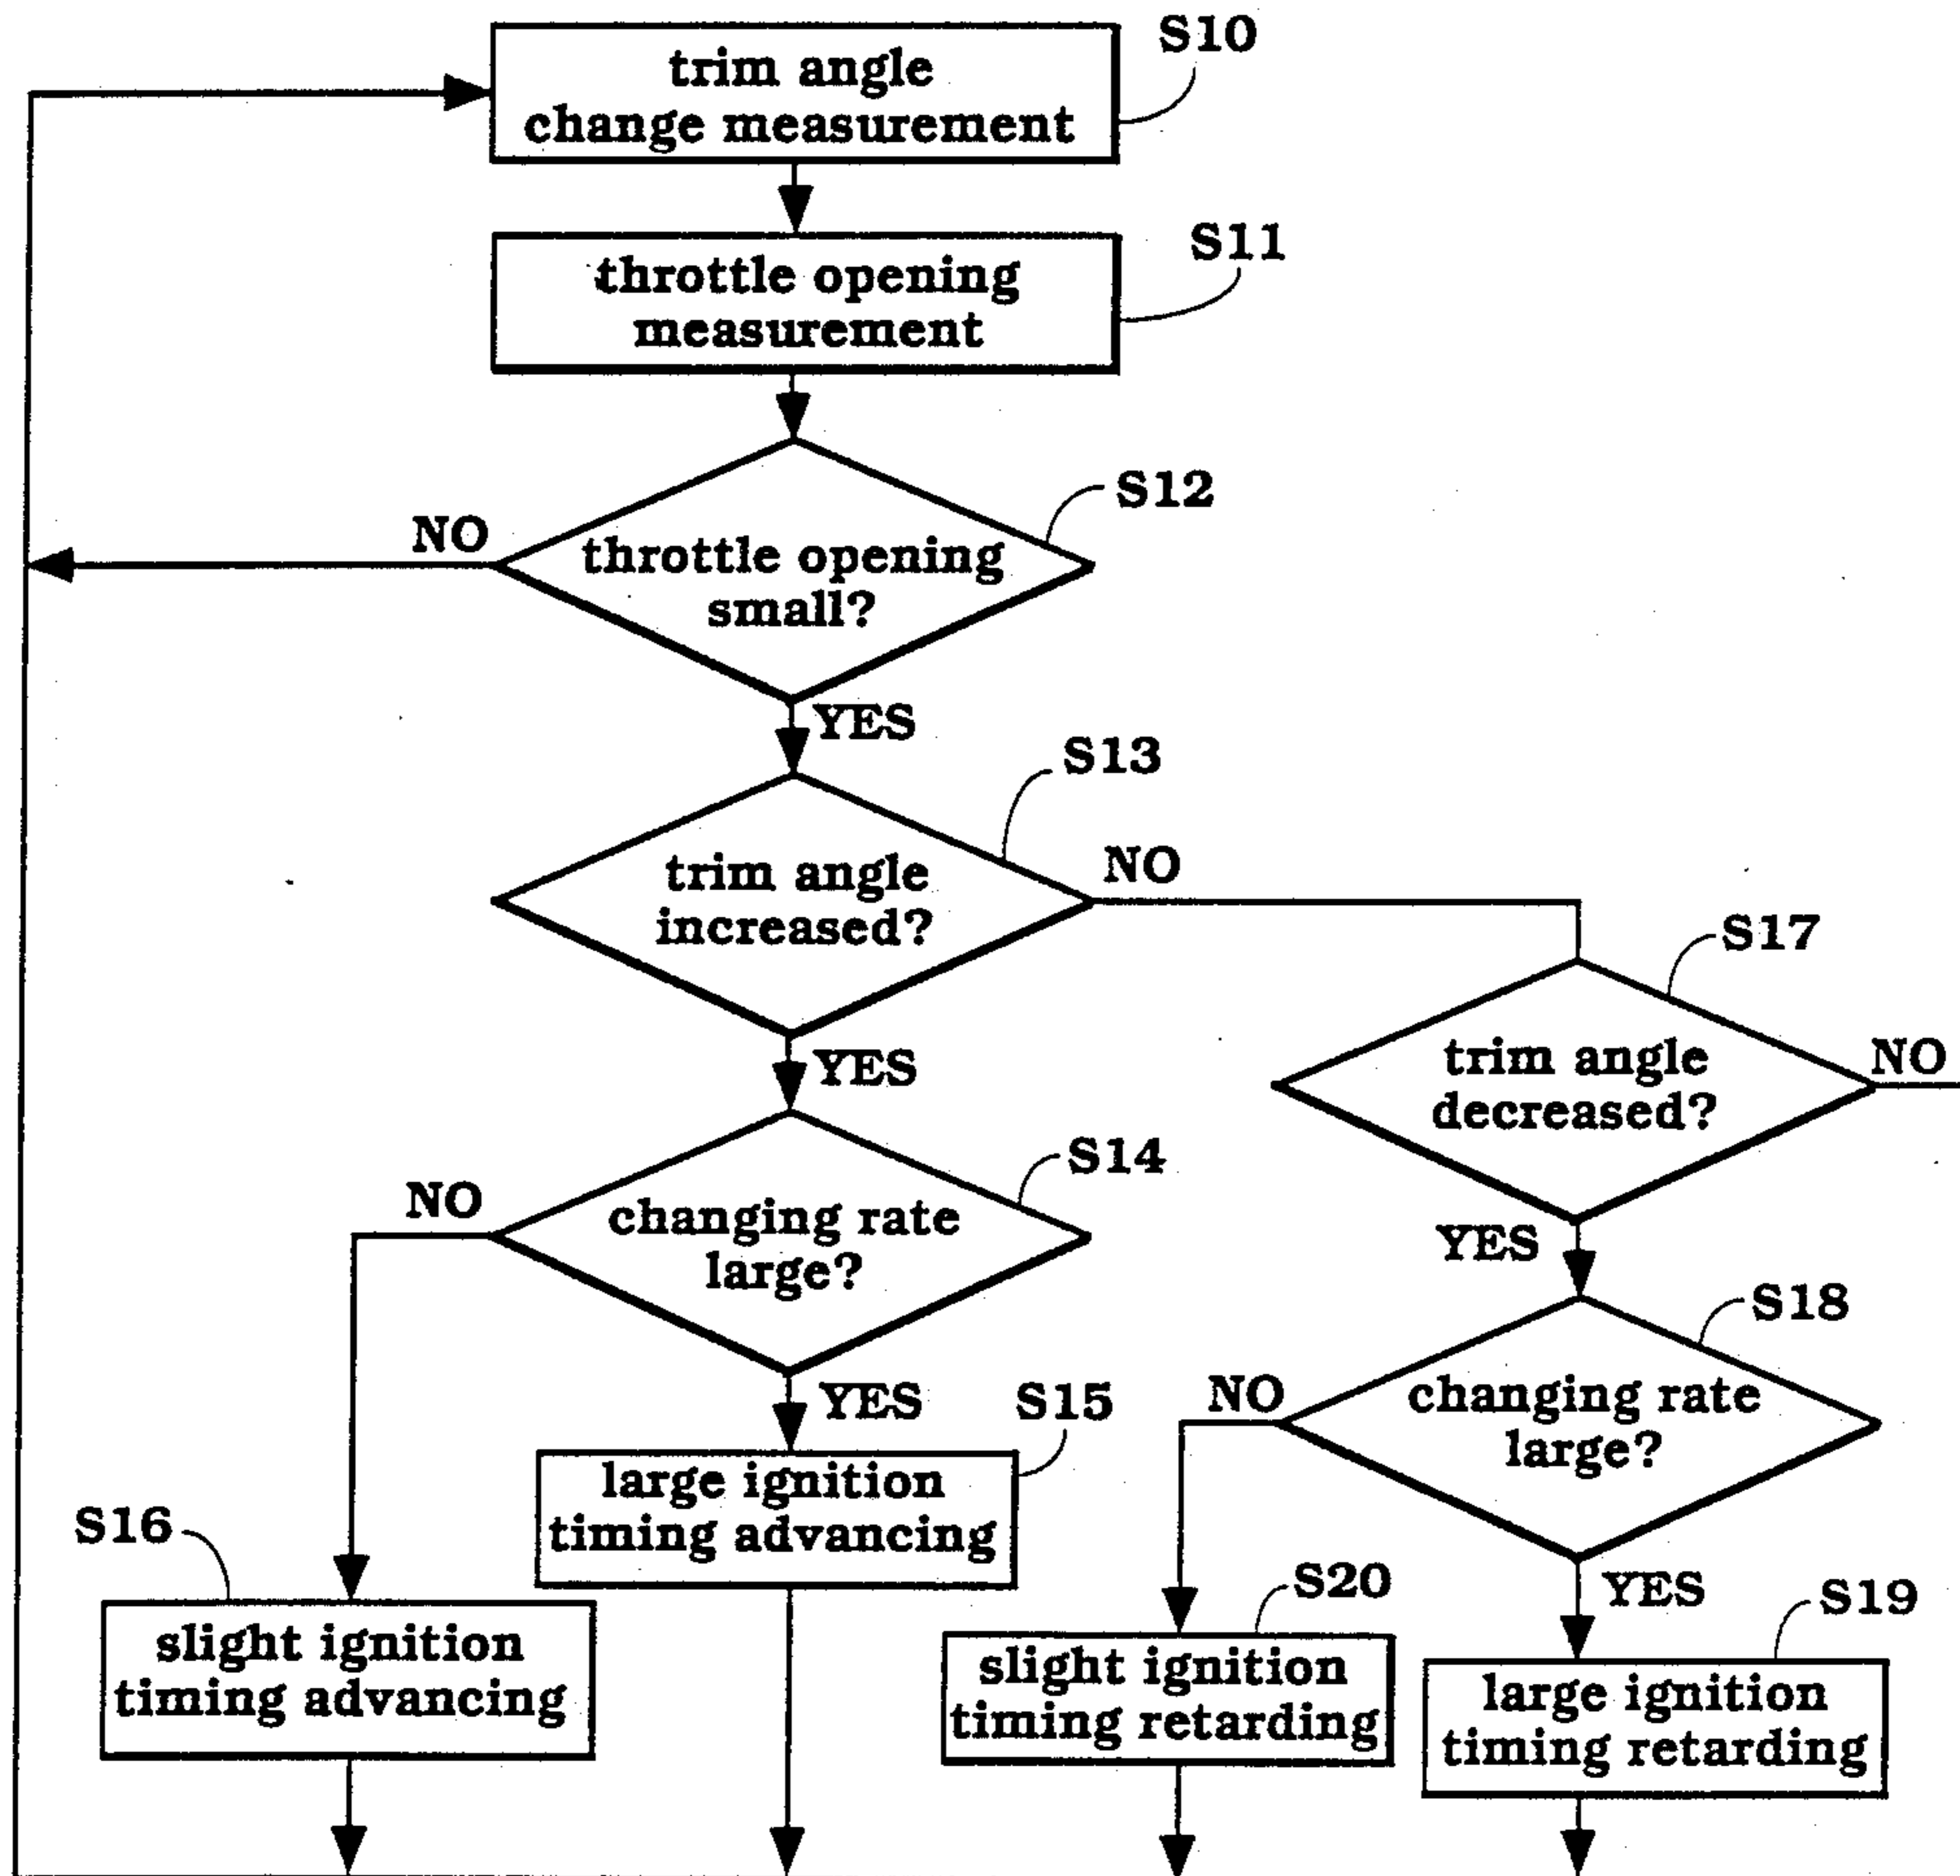 S10
trim angle
change measurement
S11
throttle opening
measurement
S12
NO
throttle opening
small?
YES
S13
NO
trim angle
increased?
S17
NO
trim angle
decreased?
YES
S14
NO
changing rate
large?
YES
S18
NO
changing rate
large?
YES
S15
large ignition
timing advancing
S16
slight ignition
timing advancing
S20
slight ignition
timing retarding
YES
S19
large ignition
timing retarding